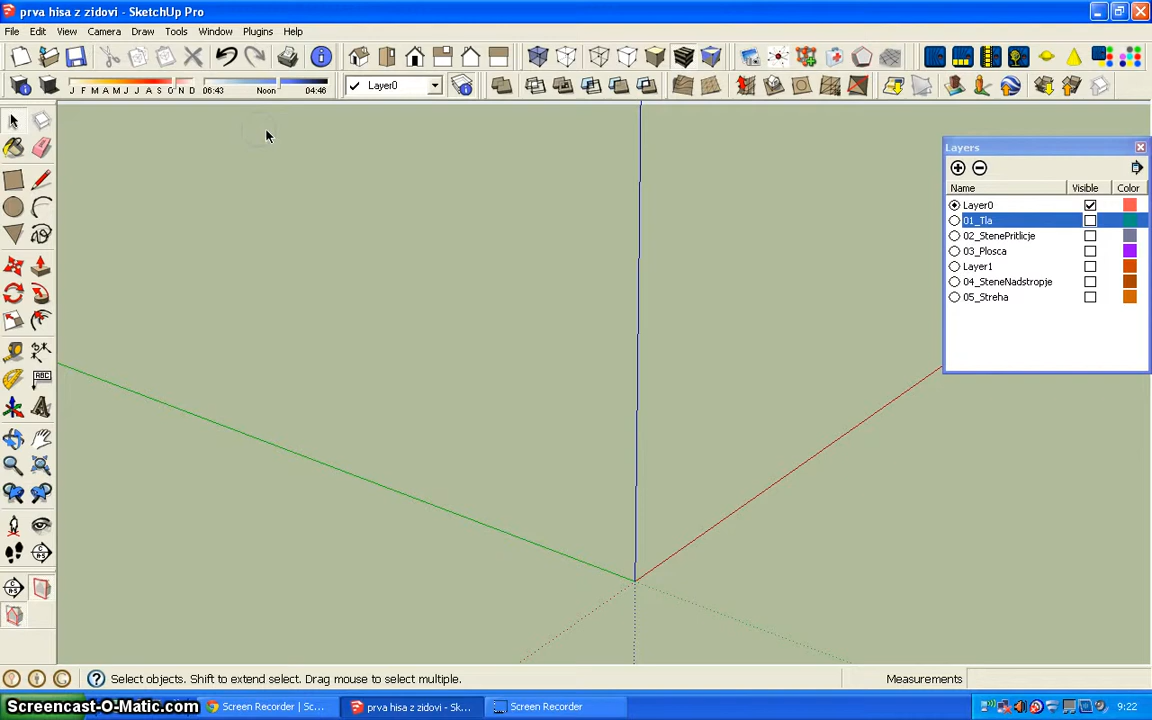 prva hisa z zidovi - SketchUp Pro
File Edit View Camera Draw Tools Window Plugins Help
J F M A M J J A S O N D 06:43 Noon 04:46 Layer0
ABC
Layers
Name Visible Color
Layer0
01_Tla
02_StenePritlicje
03_Plosca
Layer1
04_SteneNadstropje
05_Streha
Select objects. Shift to extend select. Drag mouse to select multiple.
Measurements
Screencast-O-Matic.com
Screen Recorder | Sc...
prva hisa z zidovi - Sk...
Screen Recorder
9:22